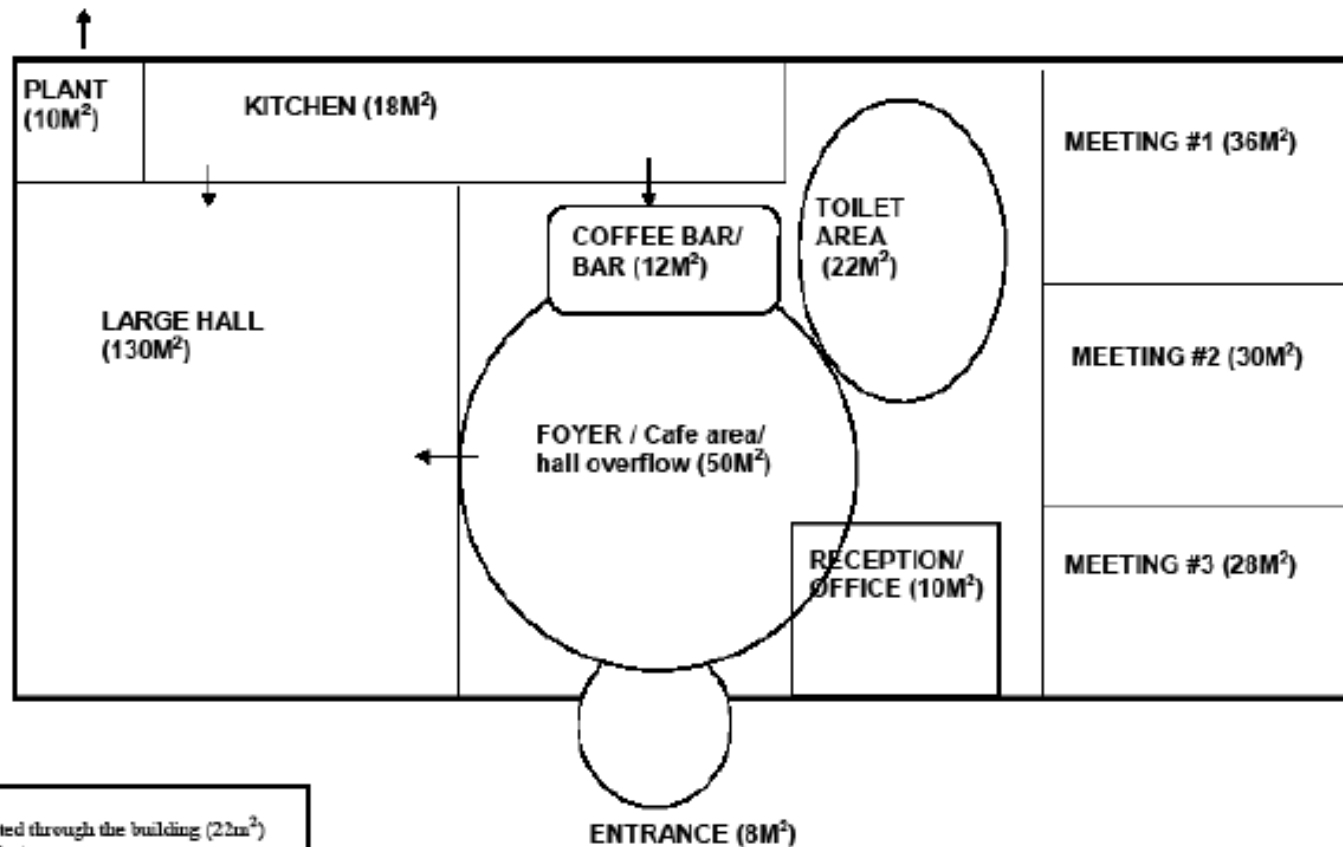 PLANT
(10M²)
KITCHEN (18M²)
MEETING #1 (36M²)
COFFEE BAR/
BAR (12M²)
TOILET
AREA
(22M²)
LARGE HALL
(130M²)
MEETING #2 (30M²)
FOYER / Cafe area/
hall overflow (50M²)
RECEPTION/
OFFICE (10M²)
MEETING #3 (28M²)
ENTRANCE (8M²)
ted through the building (22m²)